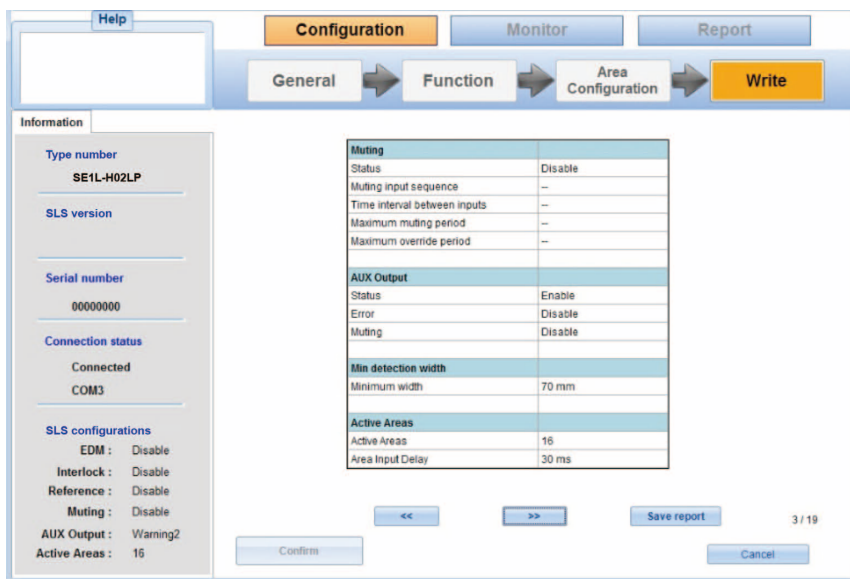 Help
Configuration
Monitor
Report
General
Function
Area
Configuration
Write
Information
Type number
SE1L-H02LP
SLS version
Serial number
00000000
Connection status
Connected
COM3
SLS configurations
EDM : Disable
Interlock : Disable
Reference : Disable
Muting : Disable
AUX Output : Warning2
Active Areas : 16
Muting
Status Disable
Muting input sequence --
Time interval between inputs --
Maximum muting period --
Maximum override period --
AUX Output
Status Enable
Error Disable
Muting Disable
Min detection width
Minimum width 70 mm
Active Areas
Active Areas 16
Area Input Delay 30 ms
<< >> Save report 3 / 19
Confirm Cancel